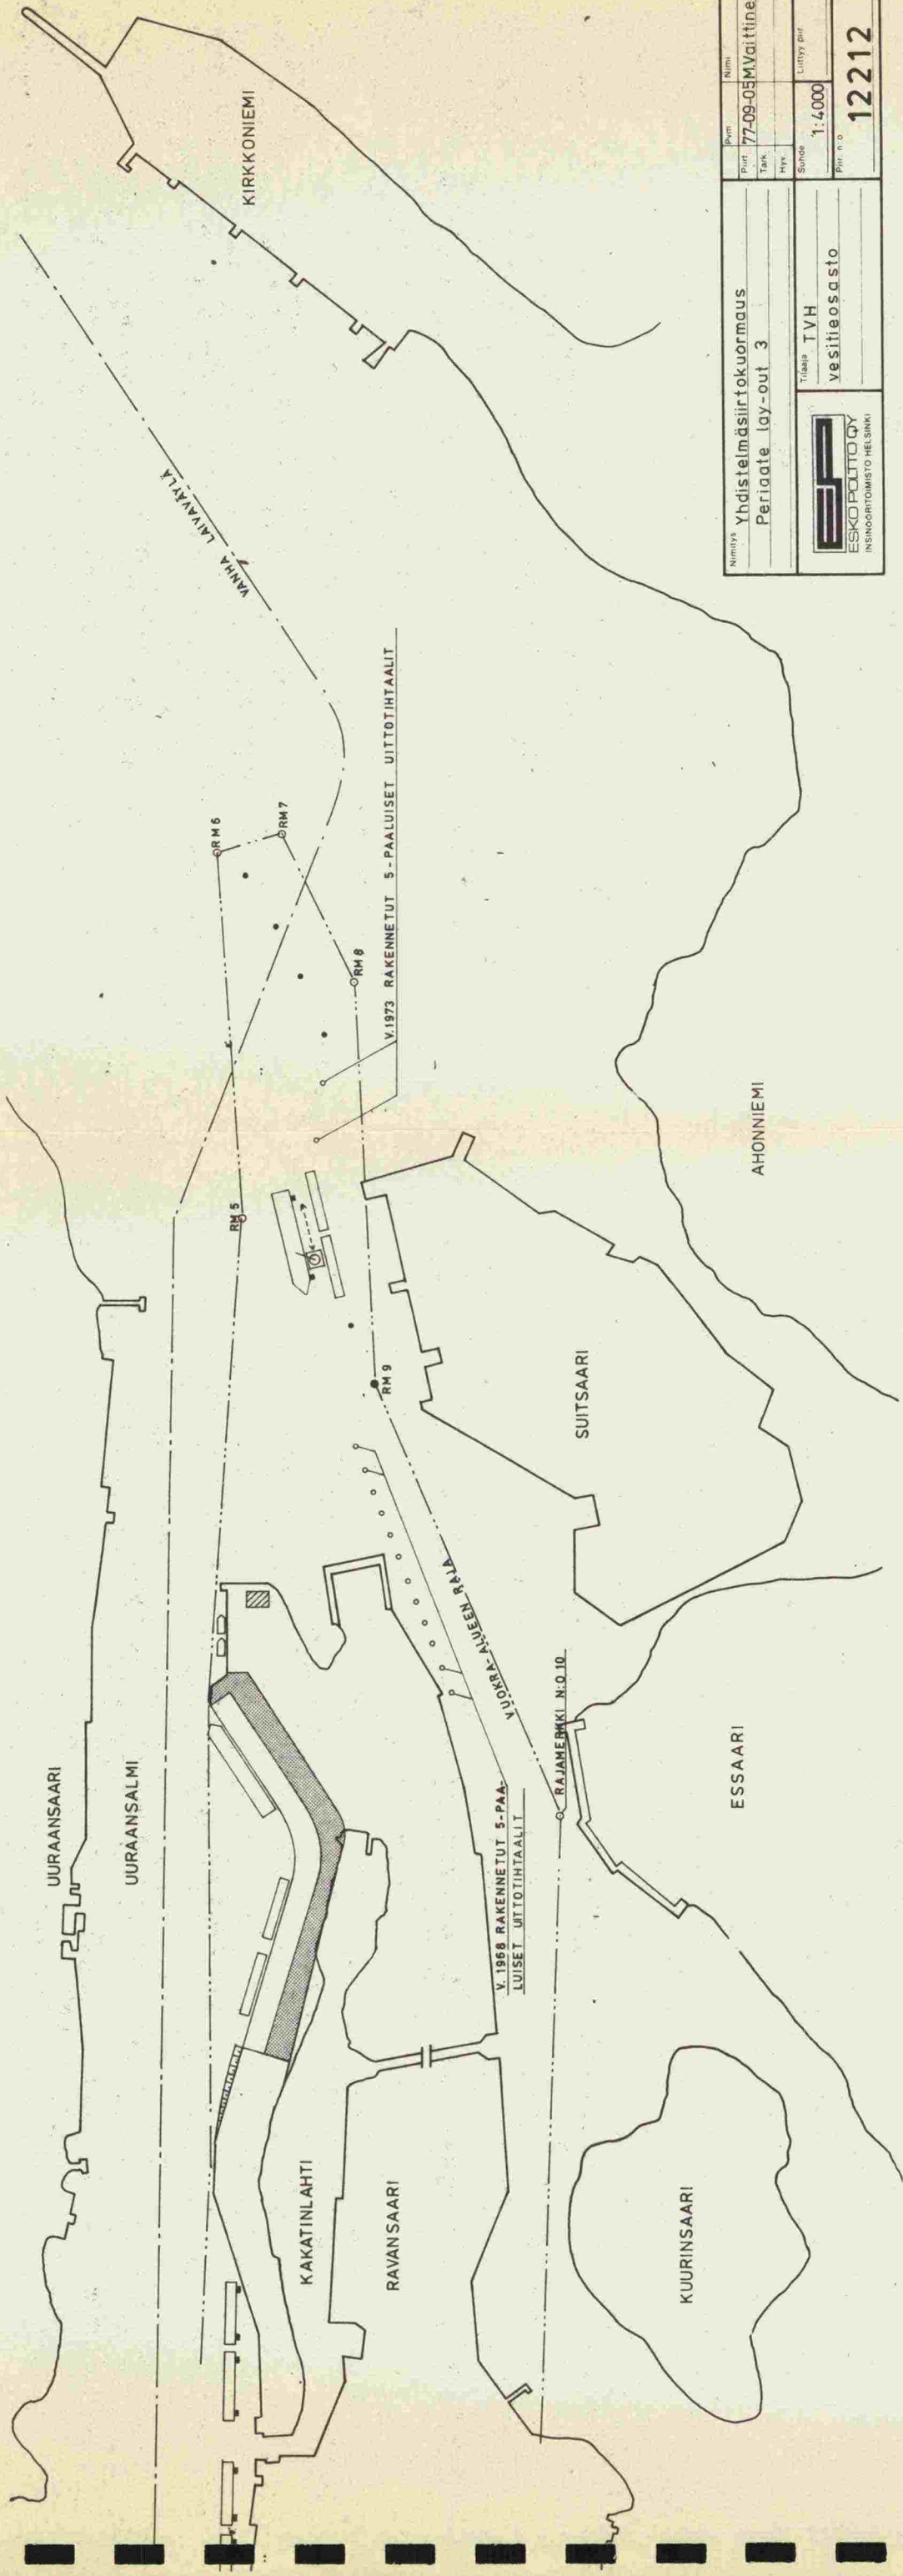 UURAANSAARI
UURAANSALMI
KAKATINLAHTI
RAVANSAARI
KUURINSAARI
V. 1968 RAKENNETUT 5-PAA-
LUISET UITTOTIHTAALIT
VUOKRA-ALUEEN RAJA
RAJAMERKKI N:O 10
ESSAARI
SUITSAARI
AHONNIEMI
RM 9
RM 5
RM 8
RM 7
RM 6
V.1973 RAKENNETUT 5-PAALUISET UITTOTIHTAALIT
VANHA LAIVAVÄYLÄ
KIRKKONIEMI
Nimitys
Yhdistelmäsiirtokuormaus
Periaate lay-out 3
Pvm Nimi
Piirt. 77-09-05 M.Vaittine
Tark.
Hyv.
EP
ESKO POLTTO OY
INSINÖÖRITOIMISTO HELSINKI
Tilaaja TVH
vesitieosasto
Suhde 1:4000
Liittyy piir.
Piir. n:o 12212